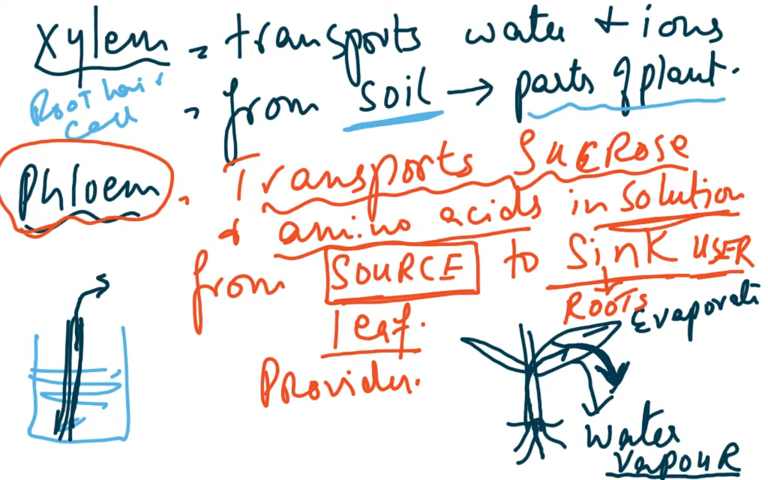 Xylem - transports water + ions
Root hair cell
- from soil → parts of plant.
Phloem - Transports SUCROSE
+ amino acids in solution
from SOURCE to Sink USER
leaf.
ROOTS
Provider.
Evaporati
Water
VapouR